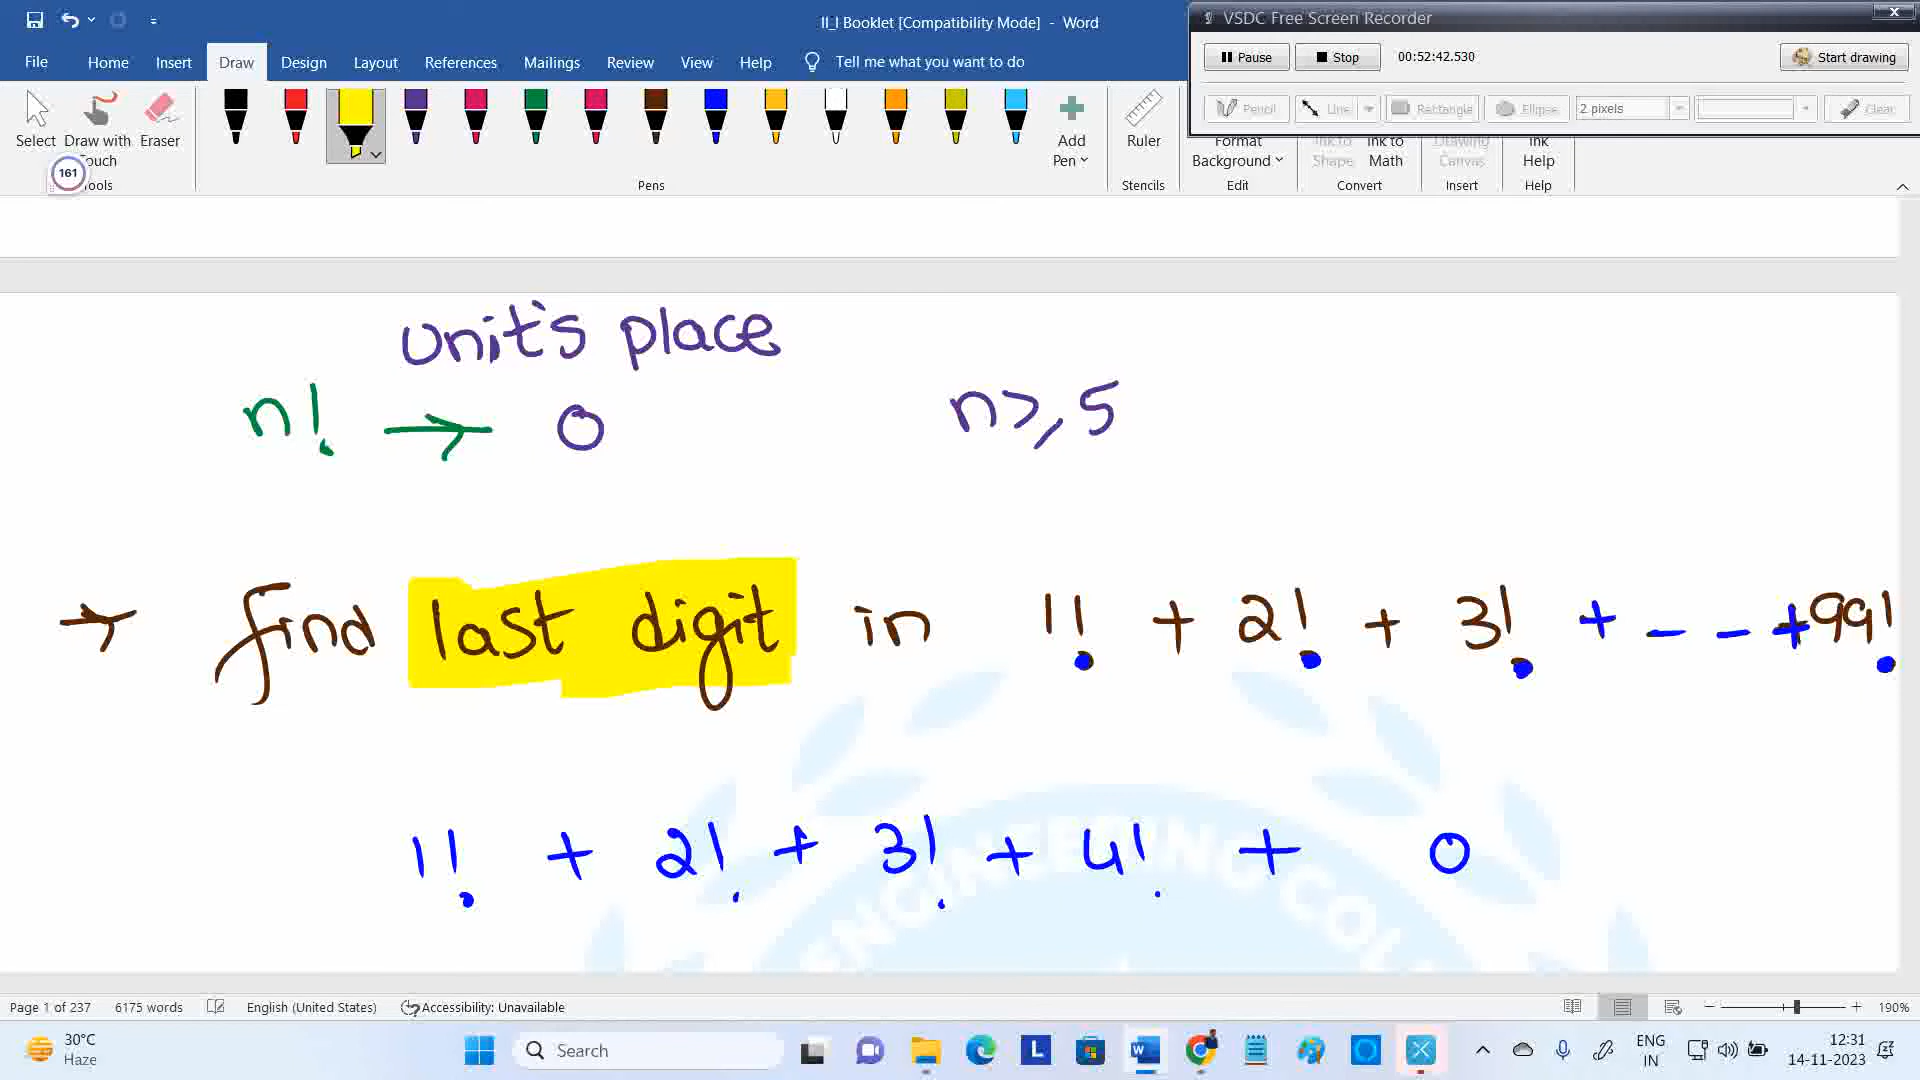 II_I Booklet [Compatibility Mode] - Word
VSDC Free Screen Recorder
Pause Stop 00:52:42.530 Start drawing
File Home Insert Draw Design Layout References Mailings Review View Help Tell me what you want to do
Pencil Line Rectangle Ellipse 2 pixels Clear
Select Draw with Touch Eraser Add Pen Ruler Format Background Ink to Shape Ink to Math Drawing Canvas Ink Help
161
Tools Pens Stencils Edit Convert Insert Help
unit's place
n! → 0 n ≥ 5
→ find last digit in 1! + 2! + 3! + - - + 99!
1! + 2! + 3! + 4! + 0
ENGINEERING COL
Page 1 of 237 6175 words English (United States) Accessibility: Unavailable 190%
30°C
Haze
Search
ENG
IN
12:31
14-11-2023